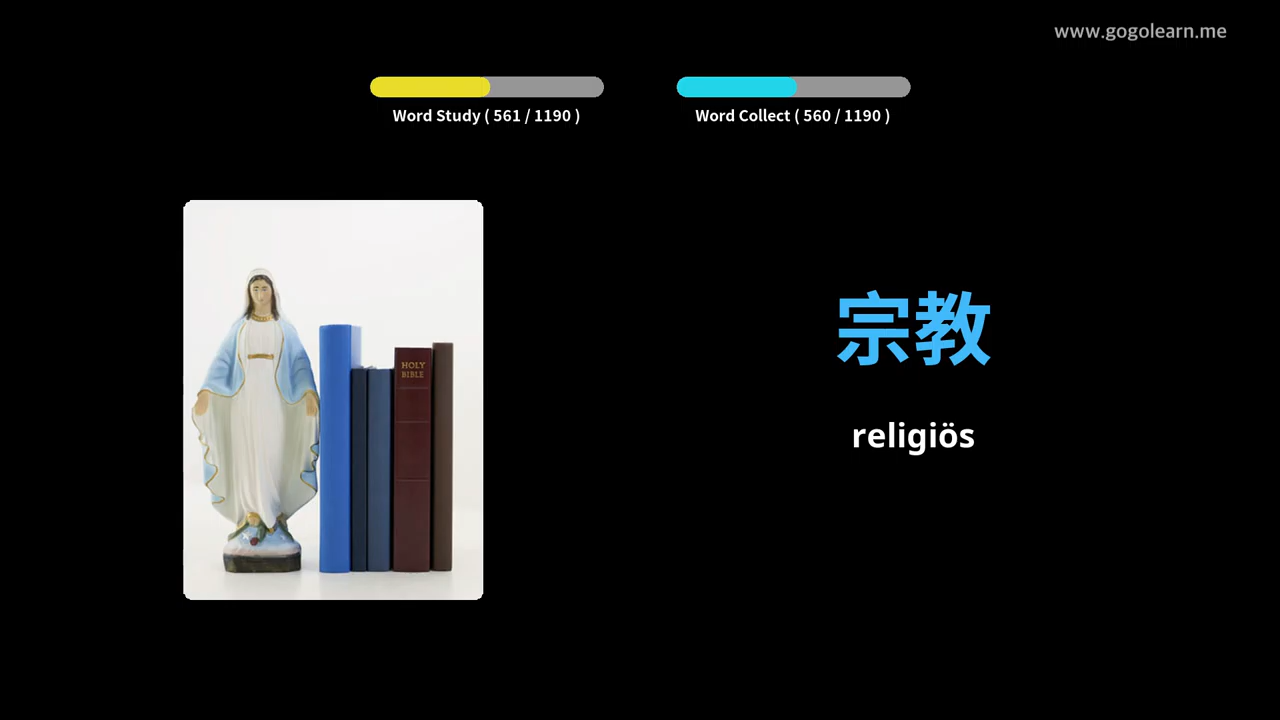 www.gogolearn.me
Word Study ( 561 / 1190 )
Word Collect ( 560 / 1190 )
HOLY
BIBLE
宗教
religiös